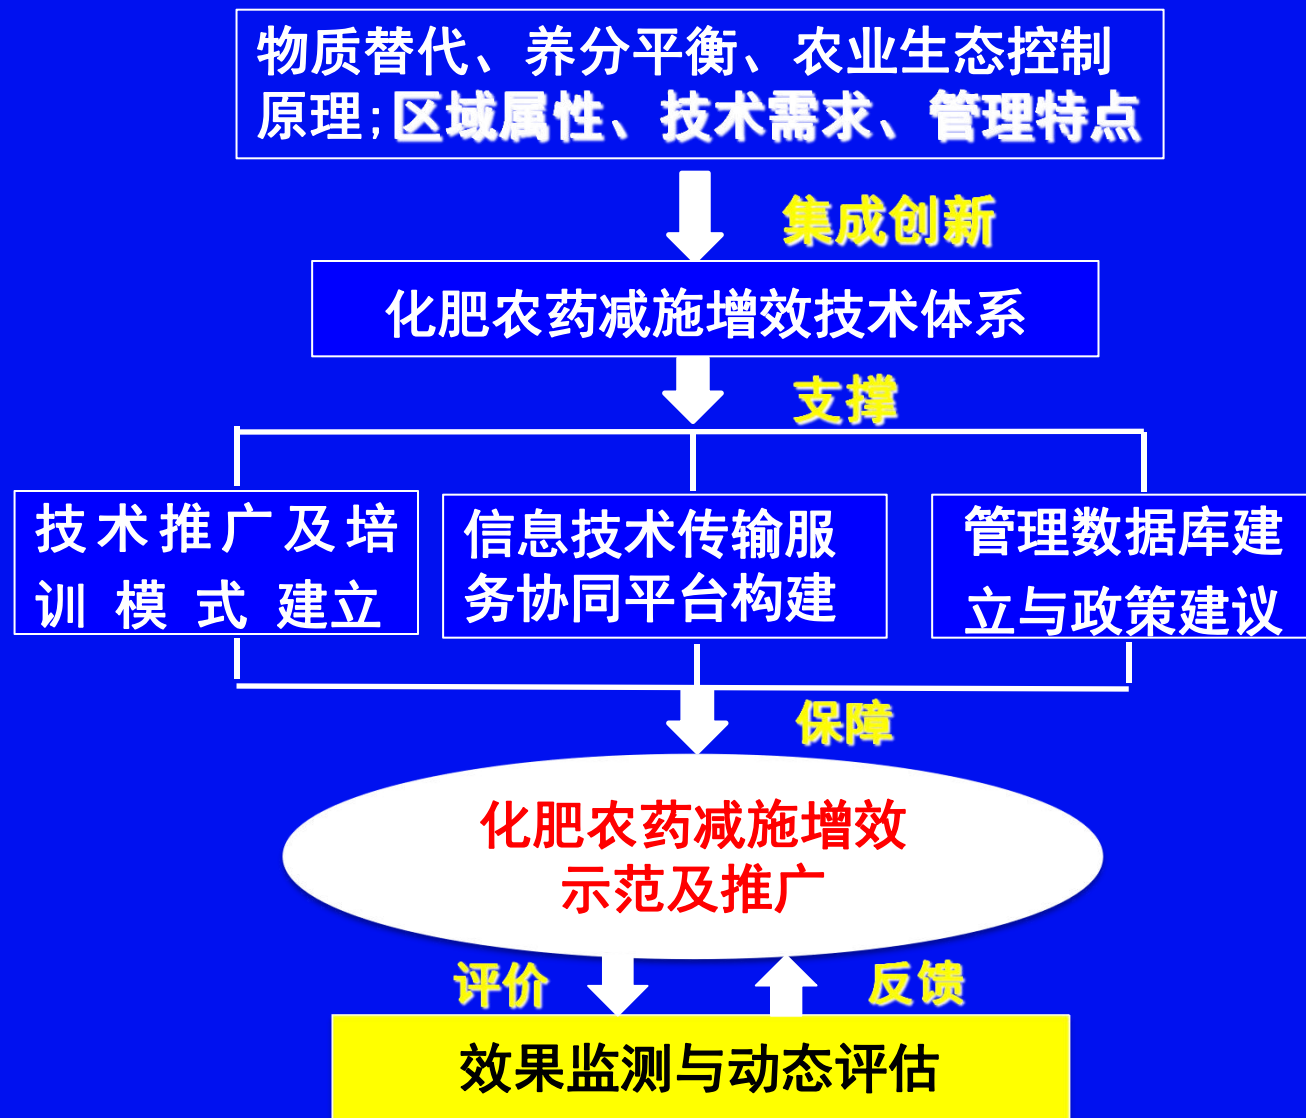 物质替代、养分平衡、农业生态控制
原理;区域属性、技术需求、管理特点
集成创新
化肥农药减施增效技术体系
支撑
技术推广及培
训 模 式 建立
信息技术传输服
务协同平台构建
管理数据库建
立与政策建议
保障
化肥农药减施增效
示范及推广
评价
反馈
效果监测与动态评估